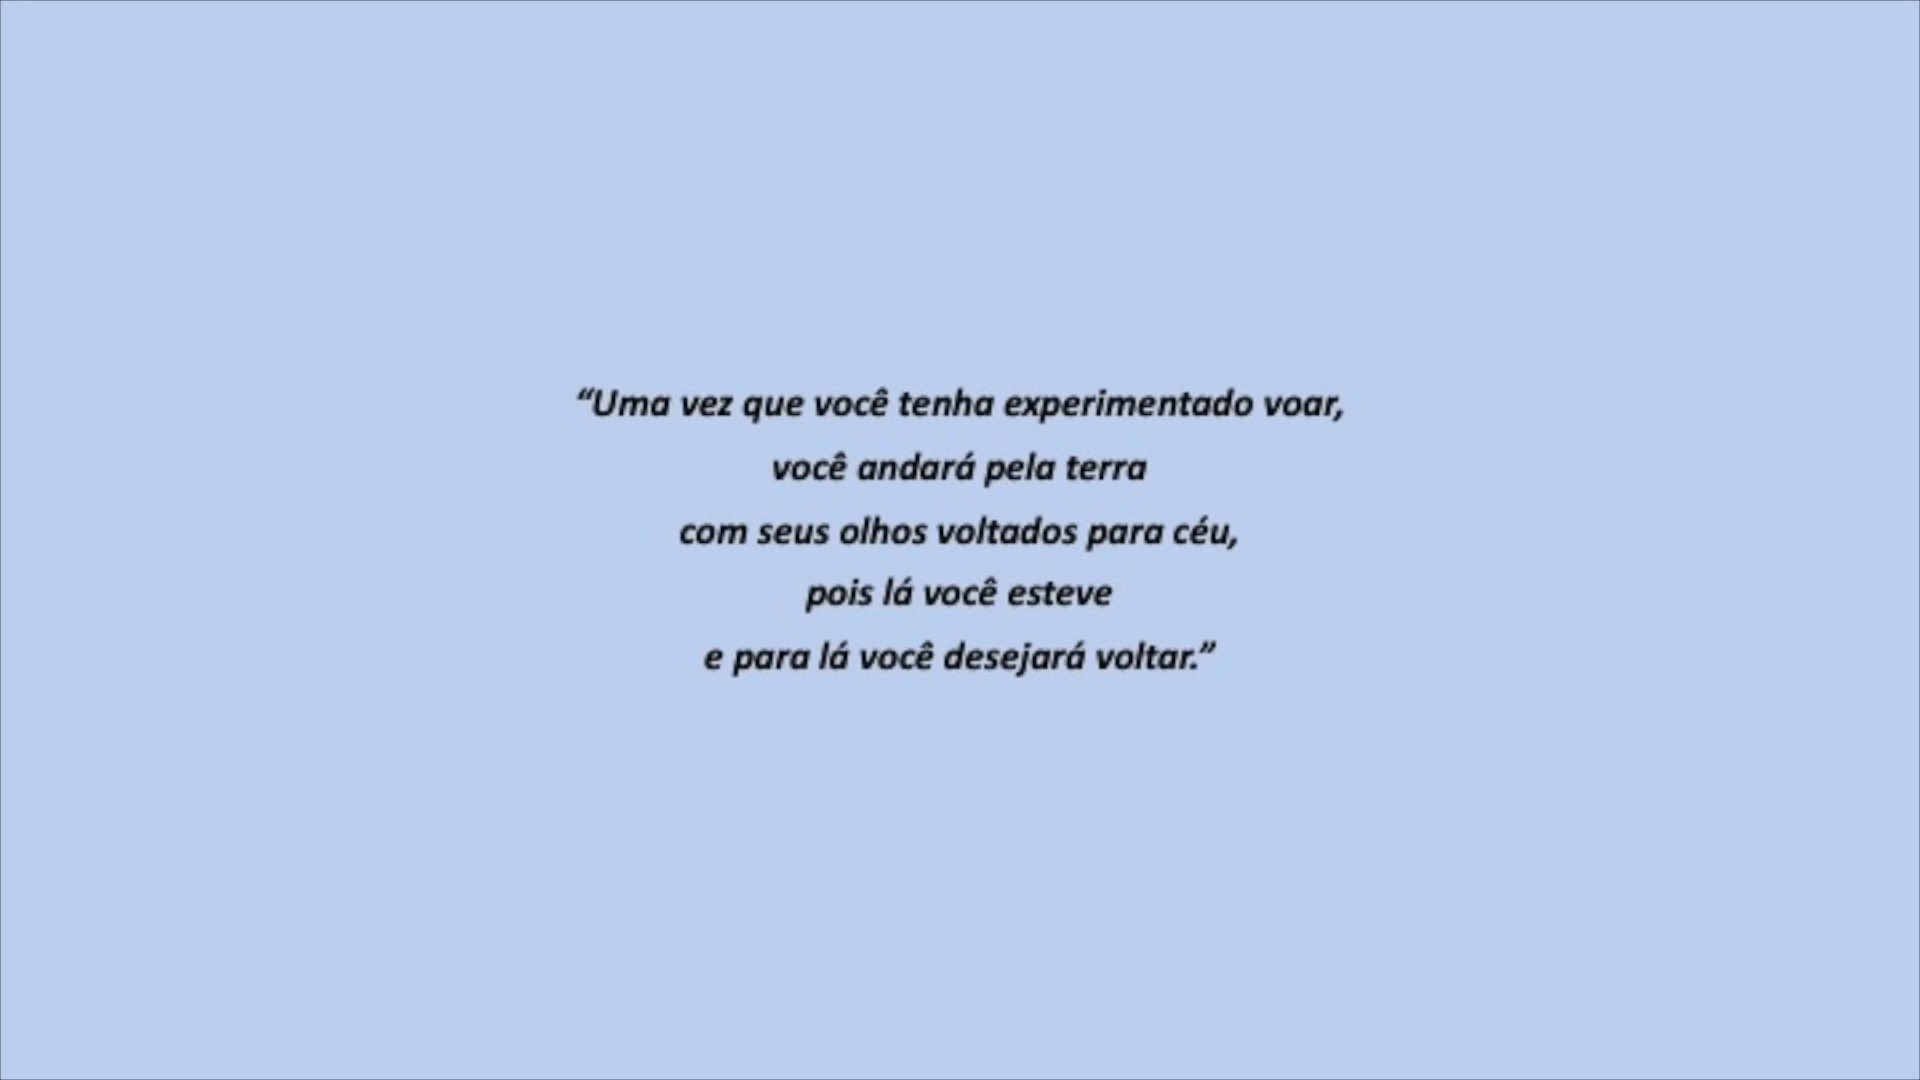 “Uma vez que você tenha experimentado voar,
você andará pela terra
com seus olhos voltados para céu,
pois lá você esteve
e para lá você desejará voltar.”